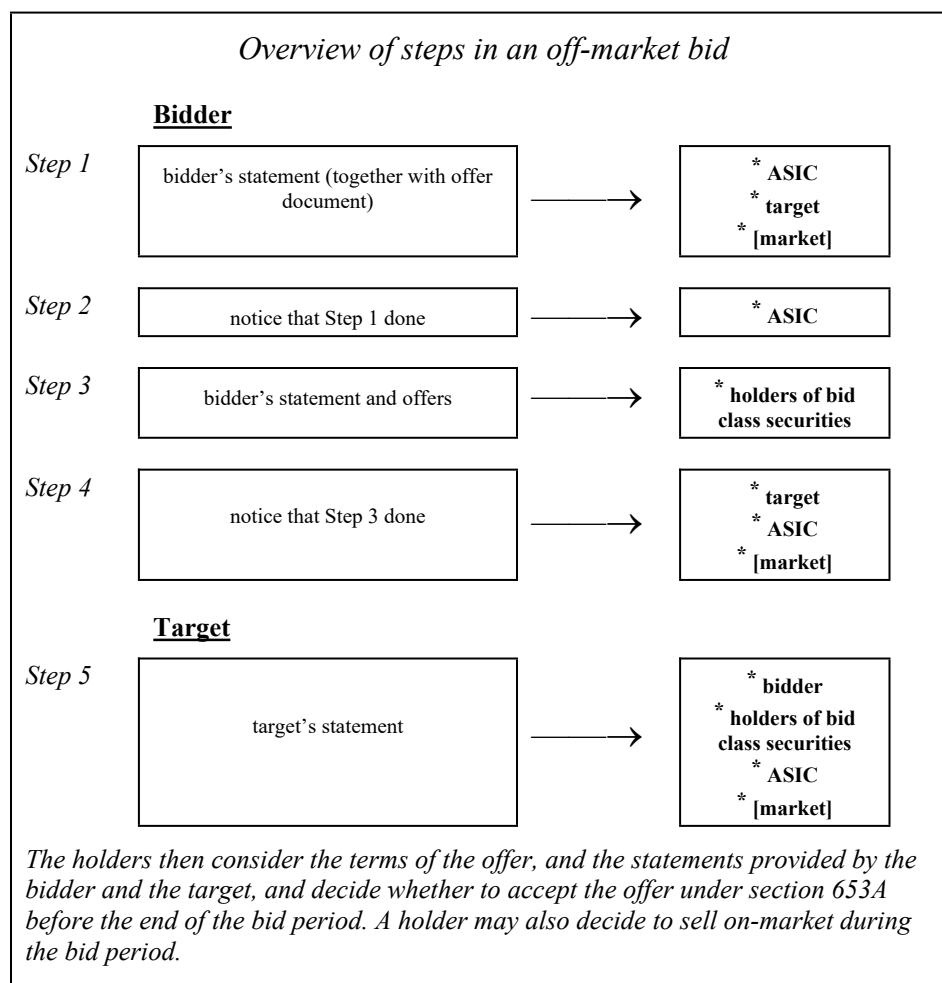 Overview of steps in an off-market bid
Bidder
Step 1
bidder’s statement (together with offer
document)
* ASIC
* target
* [market]
Step 2
notice that Step 1 done
* ASIC
Step 3
bidder’s statement and offers
* holders of bid
class securities
Step 4
notice that Step 3 done
* target
* ASIC
* [market]
Target
Step 5
target’s statement
* bidder
* holders of bid
class securities
* ASIC
* [market]
The holders then consider the terms of the offer, and the statements provided by the
bidder and the target, and decide whether to accept the offer under section 653A
before the end of the bid period. A holder may also decide to sell on-market during
the bid period.